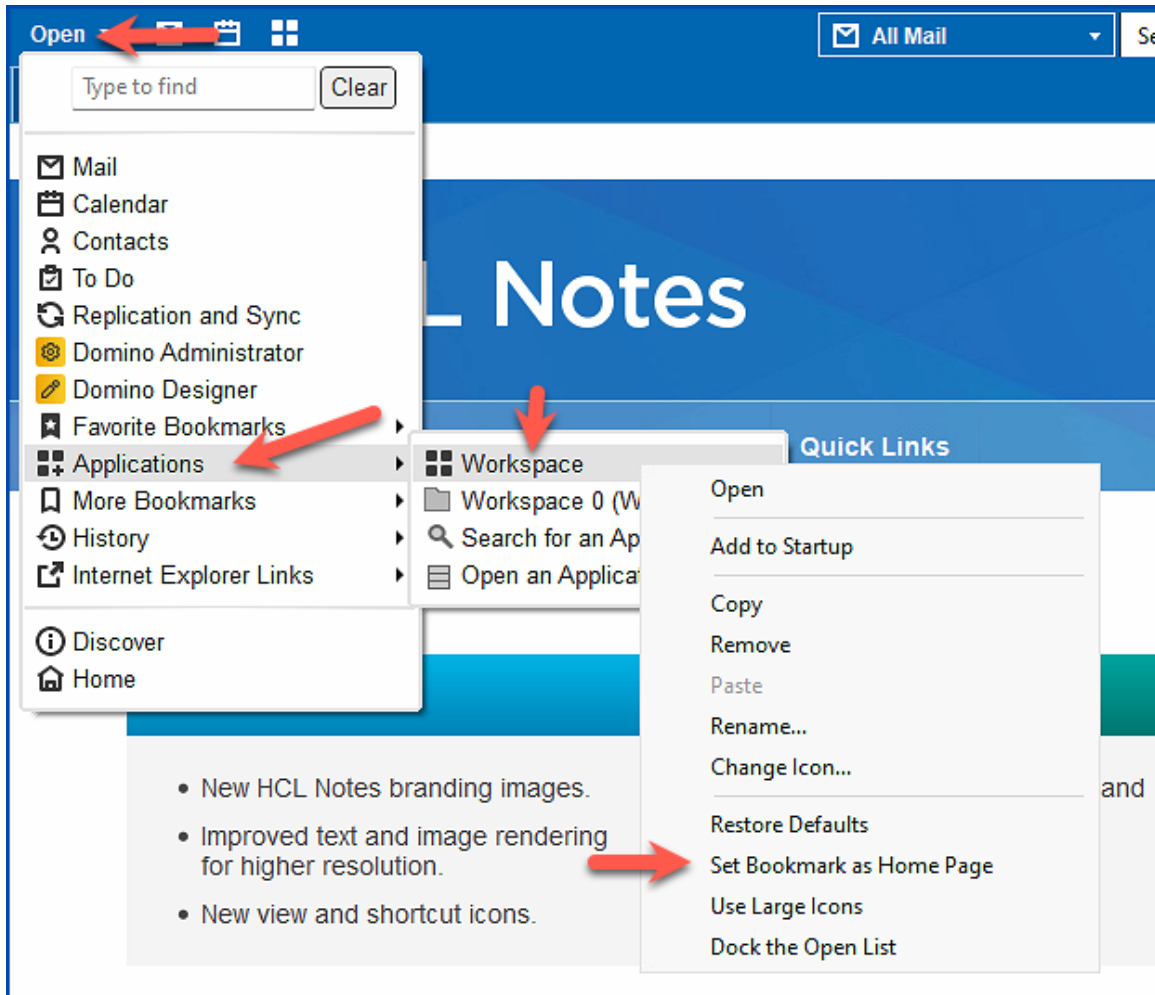 Open
All Mail
Type to find
Clear
Mail
Calendar
Contacts
To Do
Replication and Sync
Domino Administrator
Domino Designer
Favorite Bookmarks
Applications
More Bookmarks
History
Internet Explorer Links
Discover
Home
Notes
Quick Links
Workspace
Workspace 0
Search for an
Open an
Open
Add to Startup
Copy
Remove
Paste
Rename...
Change Icon...
Restore Defaults
Set Bookmark as Home Page
Use Large Icons
Dock the Open List
• New HCL Notes branding images.
• Improved text and image rendering
for higher resolution.
• New view and shortcut icons.
and